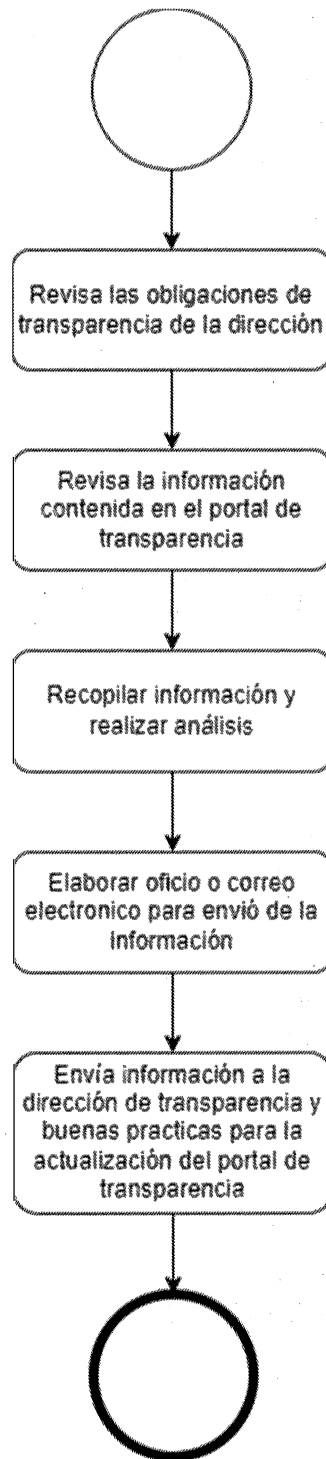 Revisa las obligaciones de
transparencia de la dirección
Revisa la información
contenida en el portal de
transparencia
Recopilar información y
realizar análisis
Elaborar oficio o correo
electronico para envió de la
Información
Envía información a la
dirección de transparencia y
buenas practicas para la
actualización del portal de
transparencia